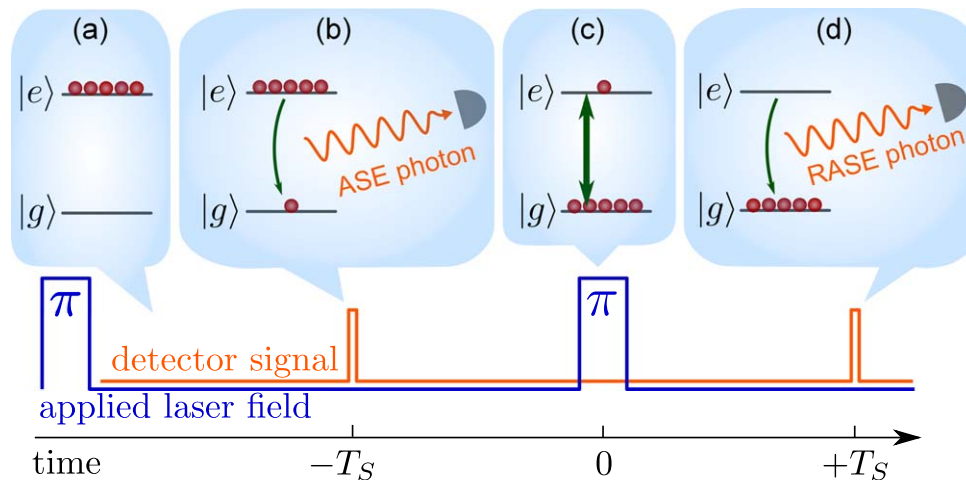 (a) (b) (c) (d)
|e⟩ |e⟩ |e⟩ |e⟩
ASE photon
RASE photon
|g⟩ |g⟩ |g⟩ |g⟩
π π
detector signal
applied laser field
time −T_S 0 +T_S